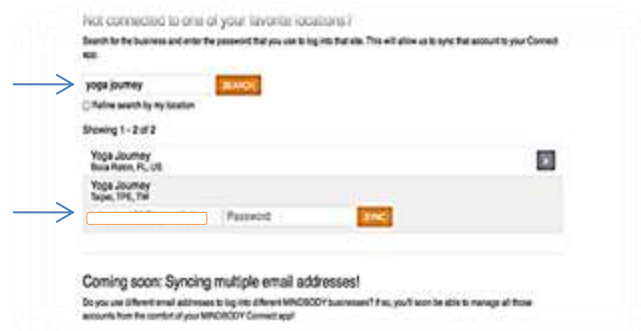 Not connected to one of your favorite locations?
Search for the business and enter the password that you use to log into that site. This will allow us to sync that account to your Connect
app.
yoga journey SEARCH
Refine search by my location
Showing 1 - 2 of 2
Yoga Journey
Boca Raton, FL, US
Yoga Journey
Taipei, TPE, TW
Password SYNC
Coming soon: Syncing multiple email addresses!
Do you use different email addresses to log into different MINDBODY businesses? If so, you'll soon be able to manage all those
accounts from the comfort of your MINDBODY Connect app!